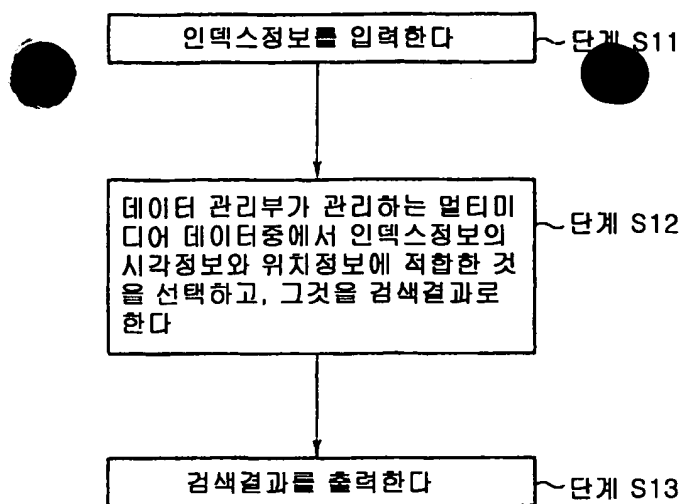 인덱스정보를 입력한다
단계 S11
데이터 관리부가 관리하는 멀티미
디어 데이터중에서 인덱스정보의
시각정보와 위치정보에 적합한 것
을 선택하고, 그것을 검색결과로
한다
단계 S12
검색결과를 출력한다
단계 S13